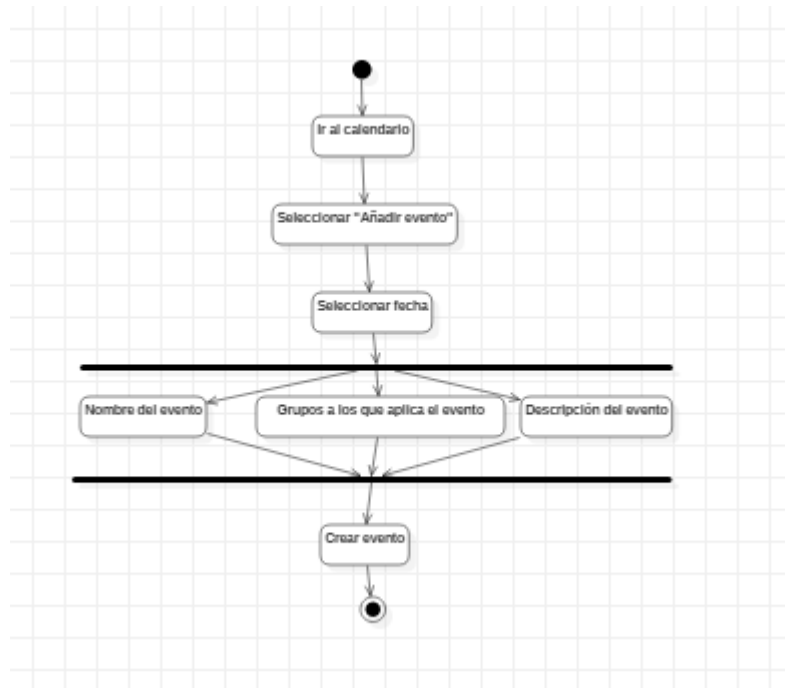 Ir al calendario
Seleccionar "Añadir evento"
Seleccionar fecha
Nombre del evento
Grupos a los que aplica el evento
Descripción del evento
Crear evento